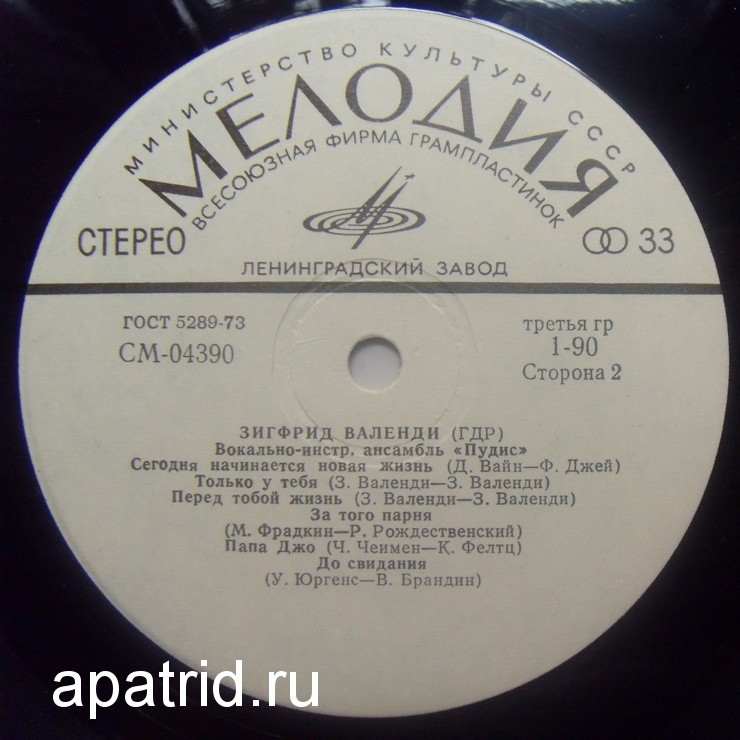 МИНИСТЕРСТВО КУЛЬТУРЫ СССР
МЕЛОДИЯ
ВСЕСОЮЗНАЯ ФИРМА ГРАМПЛАСТИНОК
СТЕРЕО
33
ЛЕНИНГРАДСКИЙ ЗАВОД
ГОСТ 5289-73
третья гр
СМ-04390
1-90
Сторона 2
ЗИГФРИД ВАЛЕНДИ (ГДР)
Вокально-инстр. ансамбль «Пудис»
Сегодня начинается новая жизнь (Д. Вайн—Ф. Джей)
Только у тебя (З. Валенди—З. Валенди)
Перед тобой жизнь (З. Валенди—З. Валенди)
За того парня
(М. Фрадкин—Р. Рождественский)
Папа Джо (Ч. Чеимен—К. Фелтц)
До свидания
(У. Юргенс—В. Брандин)
apatrid.ru